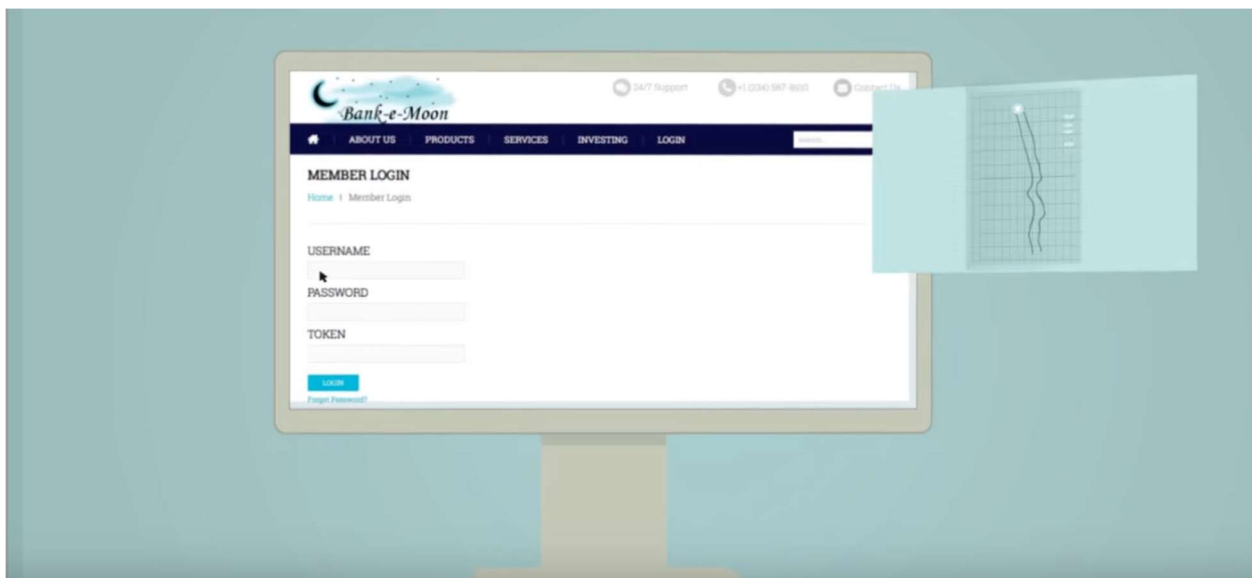 24/7 Support
Contact Us
Bank-e-Moon
ABOUT US PRODUCTS SERVICES INVESTING LOGIN
MEMBER LOGIN
Home Member Login
USERNAME
PASSWORD
TOKEN
LOGIN
Forgot Password?